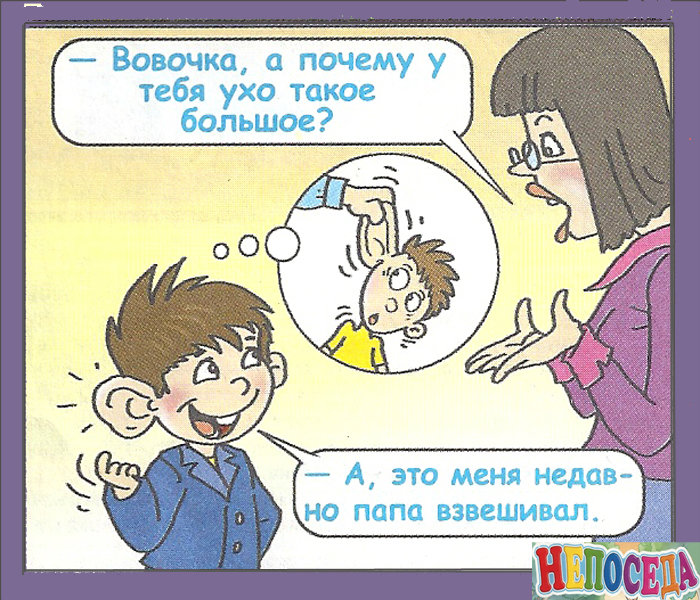 — Вовочка, а почему у
тебя ухо такое
большое?
— А, это меня недав-
но папа взвешивал.
НЕПОСЕДА